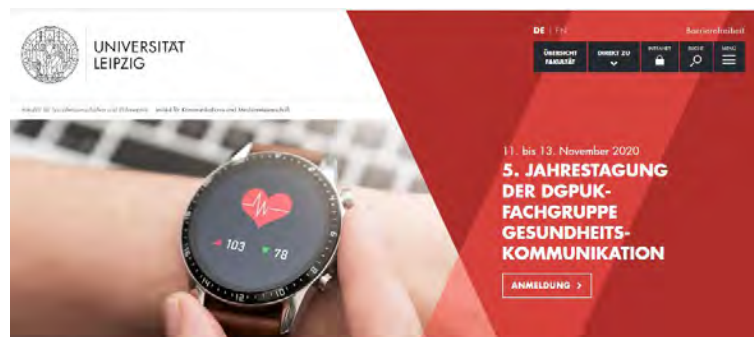 UNIVERSITÄT
LEIPZIG
DE | EN
Barrierefreiheit
ÜBERSICHT
FAKULTÄT
DIREKT ZU
INTRANET
SUCHE
MENÜ
Fakultät für Sozialwissenschaften und Philosophie Institut für Kommunikations- und Medienwissenschaft
103
78
11. bis 13. November 2020
5. JAHRESTAGUNG
DER DGPUK-
FACHGRUPPE
GESUNDHEITS-
KOMMUNIKATION
ANMELDUNG >